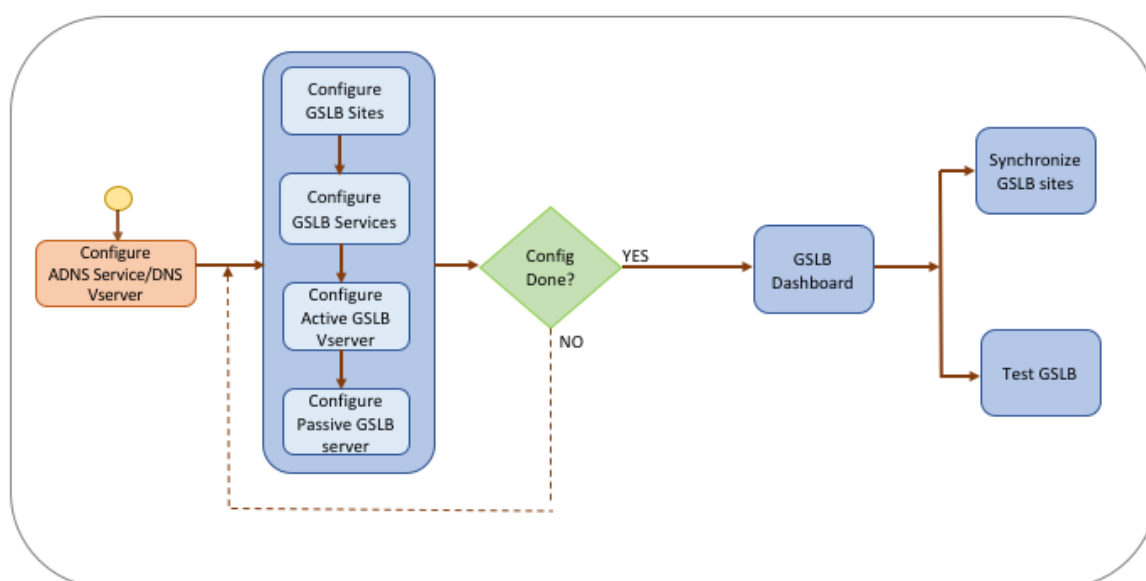 Configure
ADNS Service/DNS
Vserver
Configure
GSLB Sites
Configure
GSLB Services
Configure
Active GSLB
Vserver
Configure
Passive GSLB
server
Config
Done?
YES
NO
GSLB
Dashboard
Synchronize
GSLB sites
Test GSLB